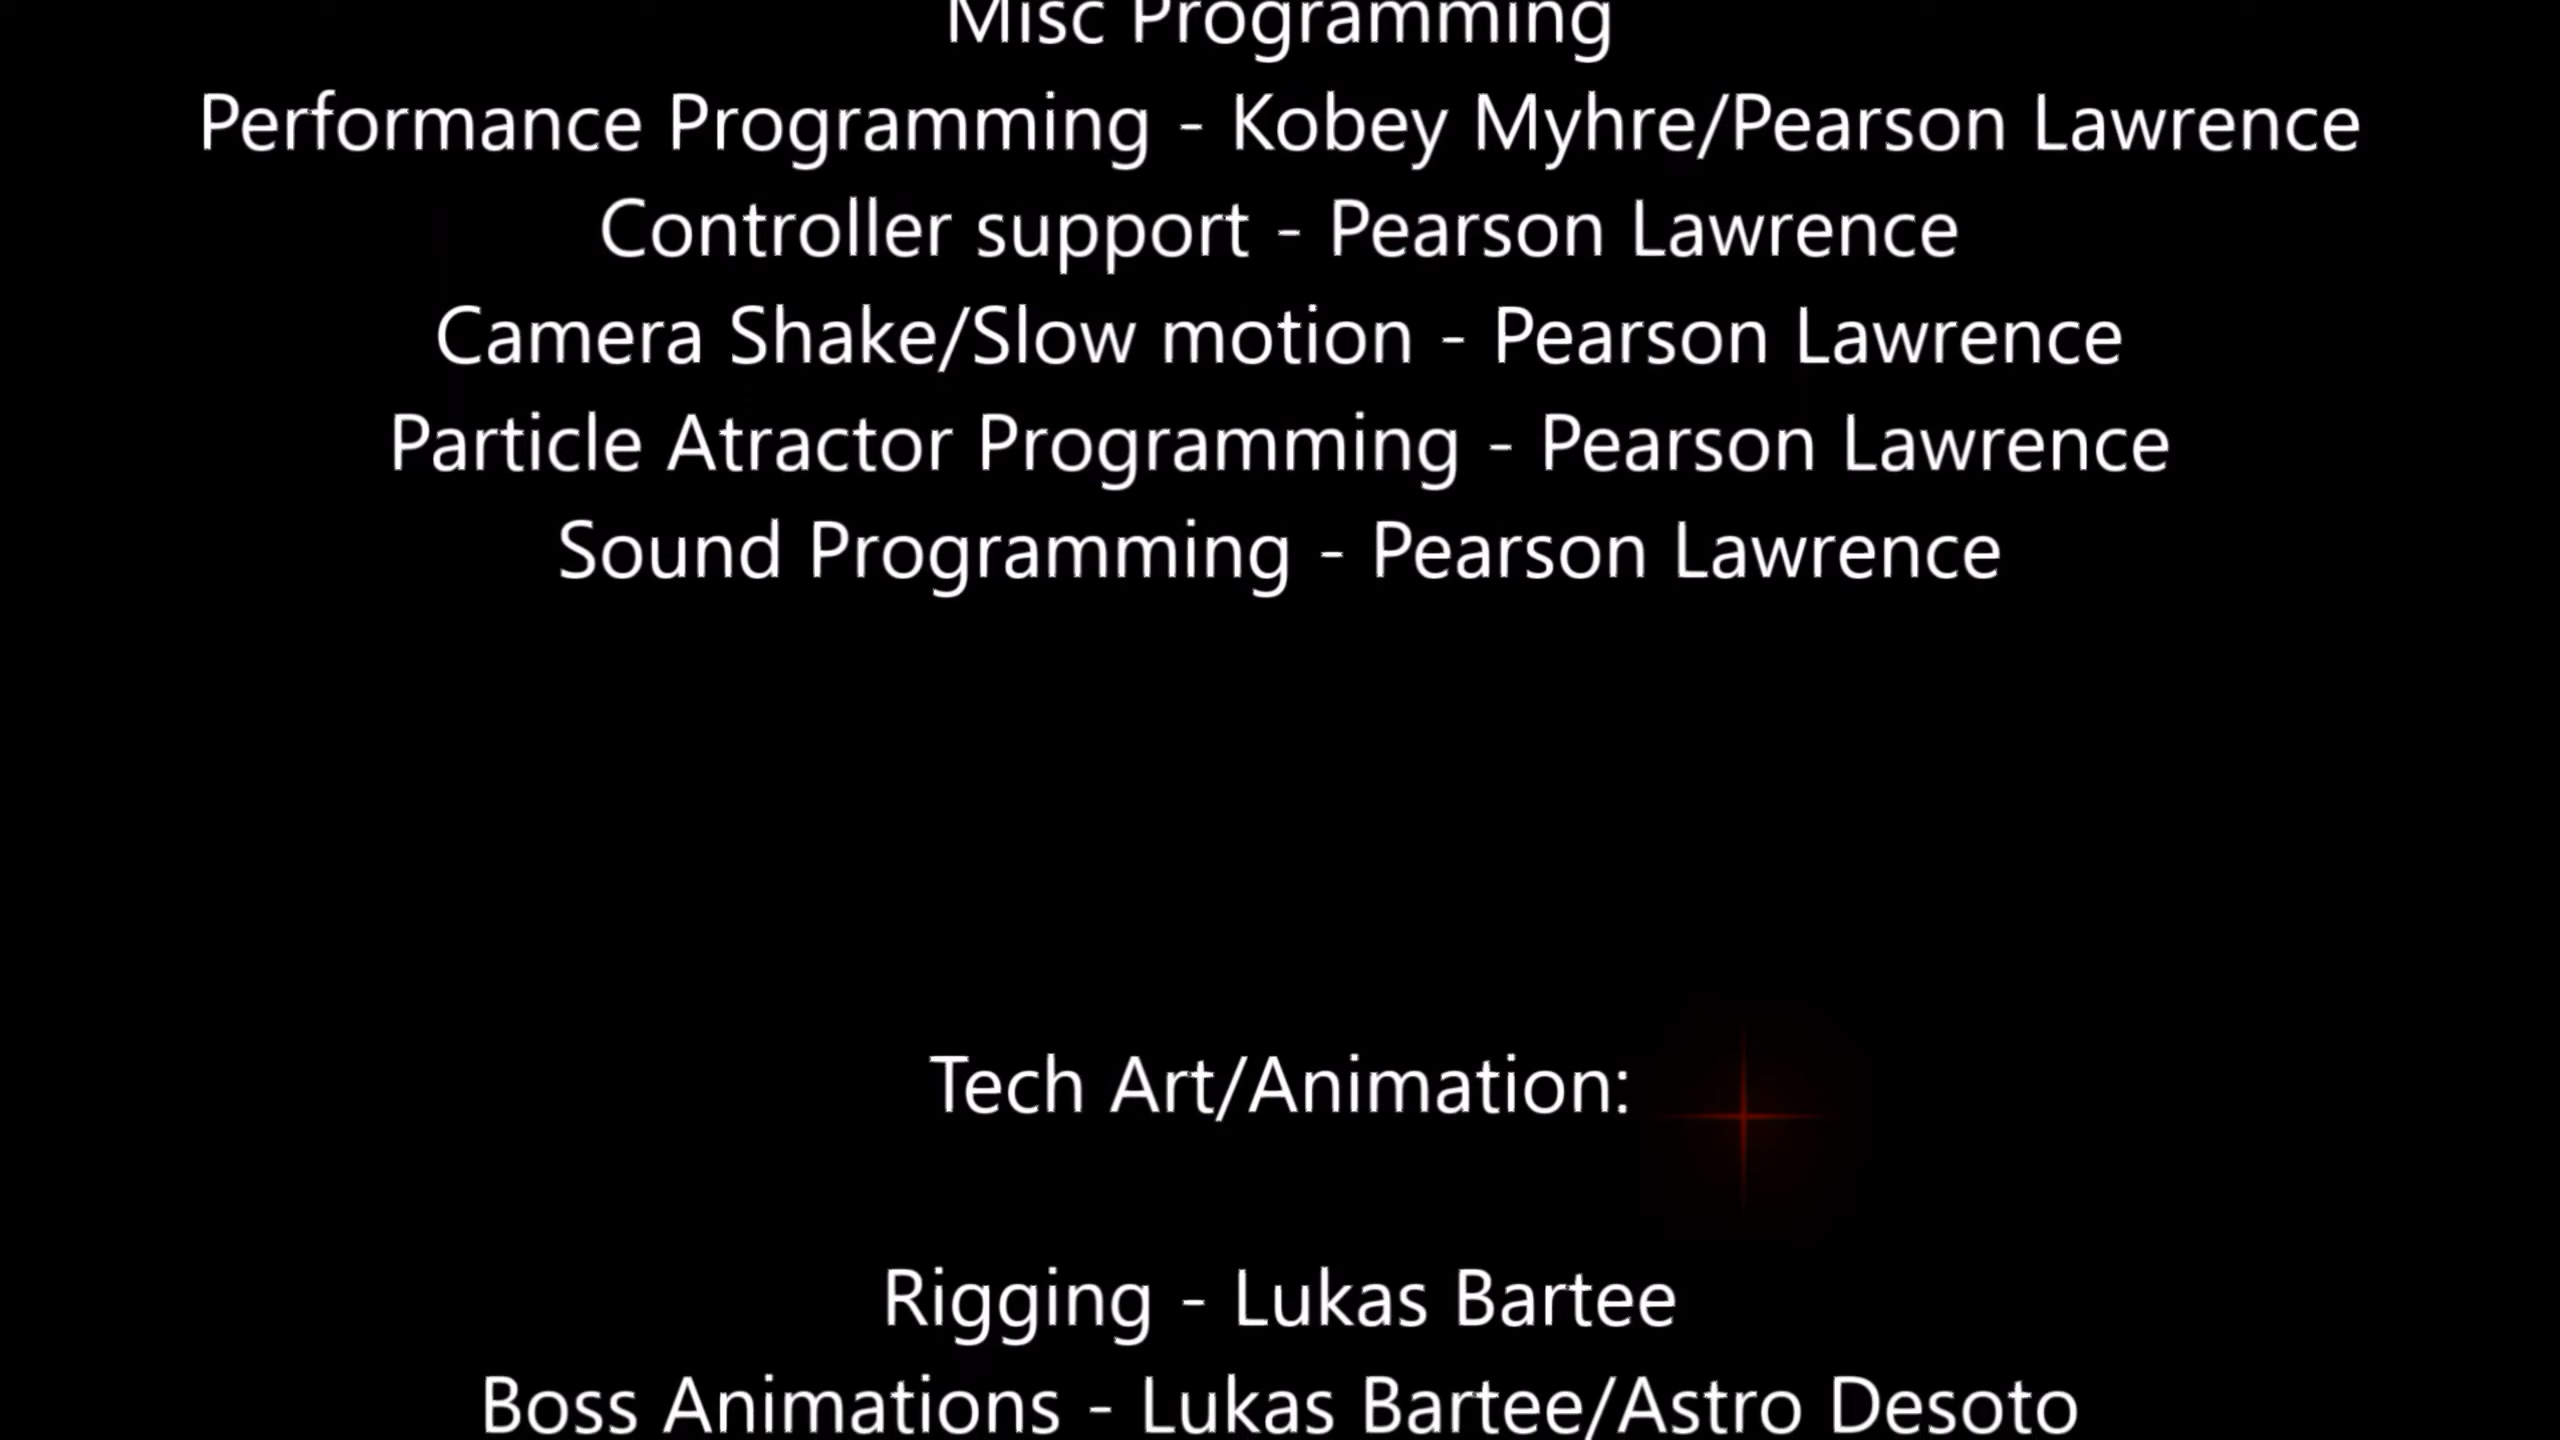 Misc Programming
Performance Programming - Kobey Myhre/Pearson Lawrence
Controller support - Pearson Lawrence
Camera Shake/Slow motion - Pearson Lawrence
Particle Atractor Programming - Pearson Lawrence
Sound Programming - Pearson Lawrence
Tech Art/Animation:
Rigging - Lukas Bartee
Boss Animations - Lukas Bartee/Astro Desoto